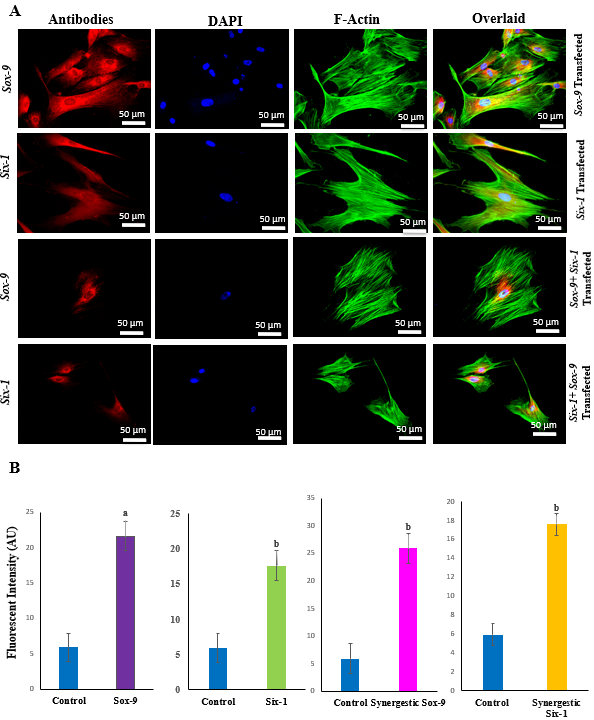 A
Antibodies DAPI F-Actin Overlaid
Sox-9 50 µm 50 µm 50 µm 50 µm Sox-9 Transfected
Six-1 50 µm 50 µm 50 µm 50 µm Six-1 Transfected
Sox-9 50 µm 50 µm 50 µm 50 µm Sox-9+ Six-1
Transfected
Six-1 50 µm 50 µm 50 µm 50 µm Six-1+ Sox-9
Transfected
B
Fluorescent Intensity (AU)
25
20
15
10
5
0
a
Control Sox-9
25
20
15
10
5
0
b
Control Six-1
35
30
25
20
15
10
5
0
b
Control Synergestic Sox-9
20
18
16
14
12
10
8
6
4
2
0
b
Control Synergestic
Six-1